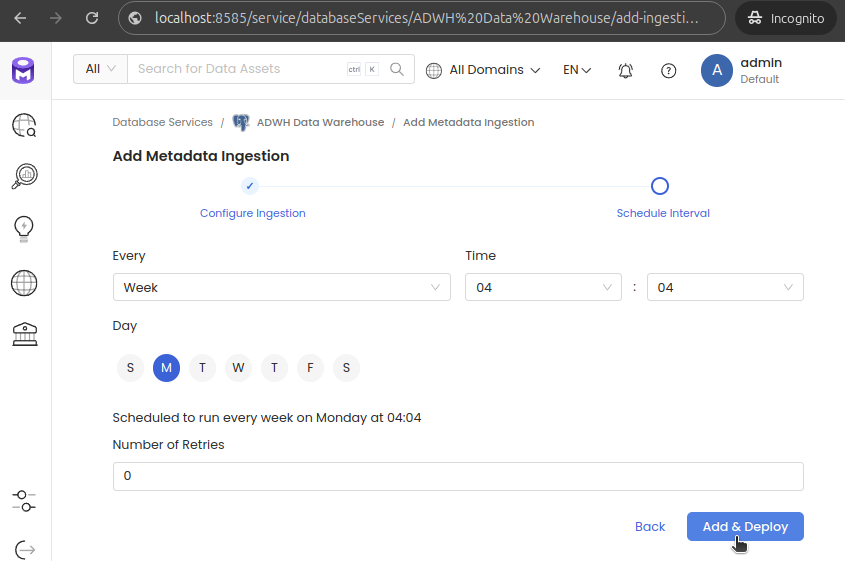 localhost:8585/service/databaseServices/ADWH%20Data%20Warehouse/add-ingesti...
Incognito
All
Search for Data Assets
ctrl K
All Domains
EN
A
admin
Default
Database Services / ADWH Data Warehouse / Add Metadata Ingestion
Add Metadata Ingestion
Configure Ingestion
Schedule Interval
Every
Time
Week
04 : 04
Day
S M T W T F S
Scheduled to run every week on Monday at 04:04
Number of Retries
0
Back
Add & Deploy